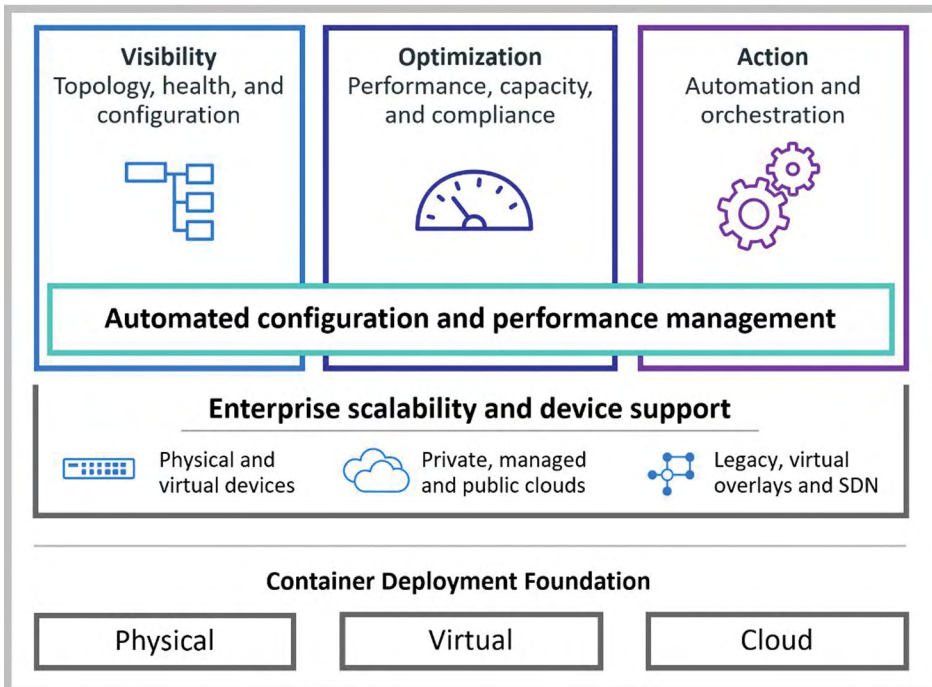 Visibility
Topology, health, and
configuration
Optimization
Performance, capacity,
and compliance
Action
Automation and
orchestration
Automated configuration and performance management
Enterprise scalability and device support
Physical and
virtual devices
Private, managed
and public clouds
Legacy, virtual
overlays and SDN
Container Deployment Foundation
Physical
Virtual
Cloud